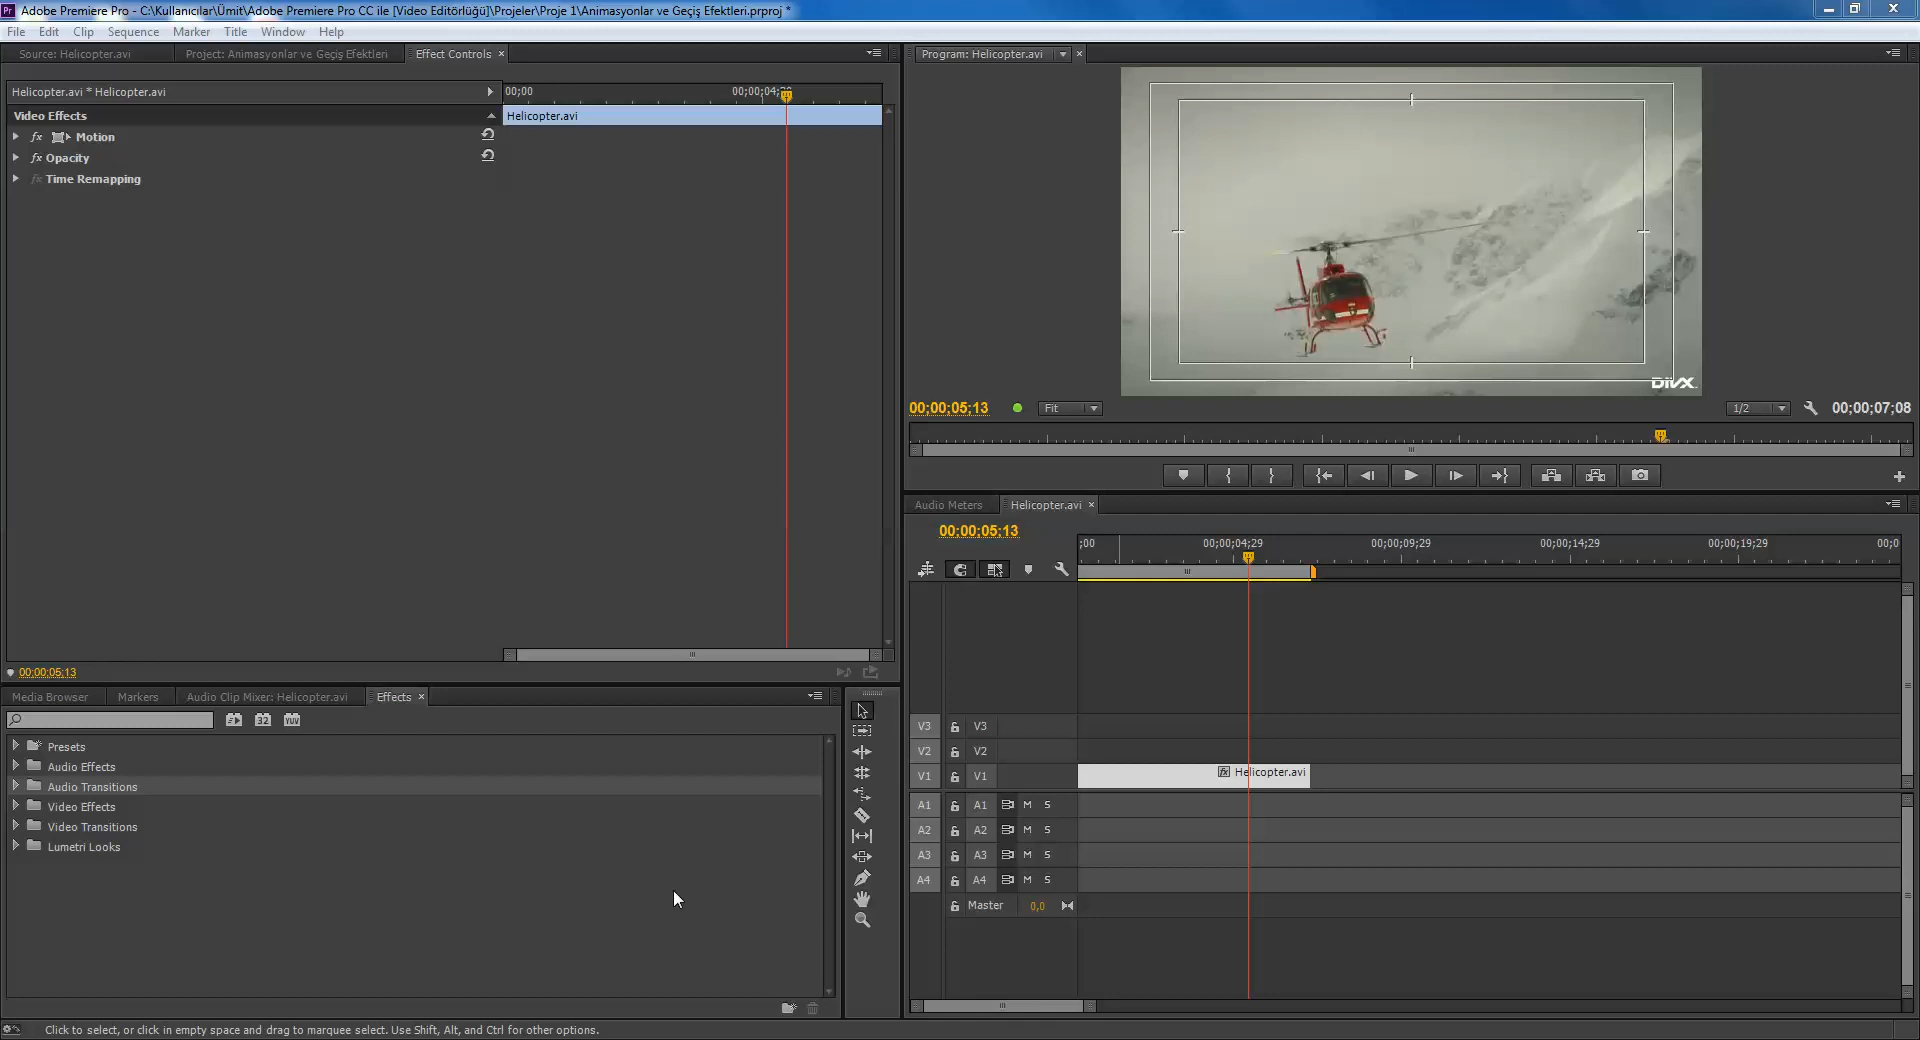 Adobe Premiere Pro - C:\Kullanıcılar\Ümit\Adobe Premiere Pro CC ile [Video Editörlüğü]\Projeler\Proje 1\Animasyonlar ve Geçiş Efektleri.prproj *
File Edit Clip Sequence Marker Title Window Help
Source: Helicopter.avi Project: Animasyonlar ve Geçiş Efektleri Effect Controls
Helicopter.avi * Helicopter.avi
00;00
Helicopter.avi
Video Effects
fx Motion
fx Opacity
fx Time Remapping
00;00;05;13
Program: Helicopter.avi
DIVX
00;00;05;13 Fit 1/2 00;00;07;08
Media Browser Markers Audio Clip Mixer: Helicopter.avi Effects
32 YUV
Presets
Audio Effects
Audio Transitions
Video Effects
Video Transitions
Lumetri Looks
Audio Meters Helicopter.avi
00;00;05;13
;00 00;00;04;29 00;00;09;29 00;00;14;29 00;00;19;29 00;0
V3 V3
V2 V2
V1 V1 fx Helicopter.avi
A1 A1 M S
A2 A2 M S
A3 A3 M S
A4 A4 M S
Master 0,0
Click to select, or click in empty space and drag to marquee select. Use Shift, Alt, and Ctrl for other options.